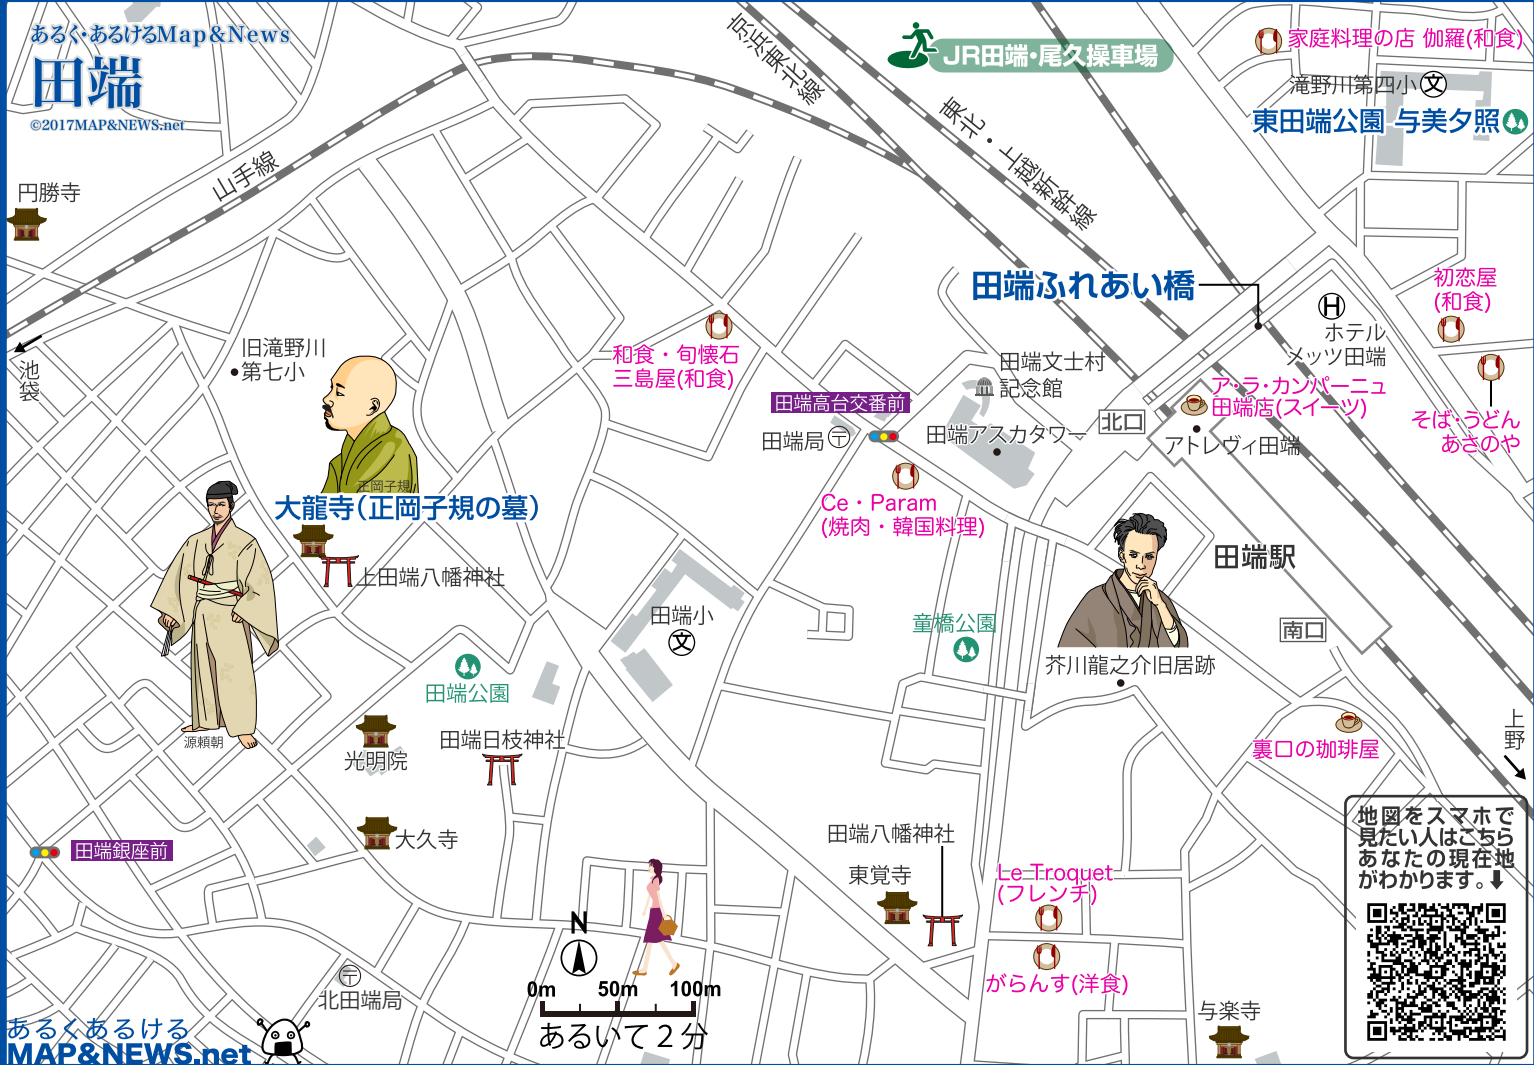 あるく・あるけるMap&News
田端
©2017MAP&NEWS.net
京浜東北線
JR田端・尾久操車場
東北・上越新幹線
家庭料理の店 伽羅(和食)
滝野川第四小
文
東田端公園 与美夕照
山手線
円勝寺
田端ふれあい橋
初恋屋
(和食)
H
ホテル
メッツ田端
池袋
旧滝野川
第七小
和食・旬懐石
三島屋(和食)
田端文士村
記念館
ア・ラ・カンパーニュ
田端店(スイーツ)
田端高台交番前
北口
そば・うどん
あさのや
田端局
〒
田端アスカタワー
アトレヴィ田端
正岡子規
大龍寺(正岡子規の墓)
Ce・Param
(焼肉・韓国料理)
田端駅
上田端八幡神社
田端小
文
童橋公園
南口
芥川龍之介旧居跡
田端公園
源頼朝
光明院
田端日枝神社
上野
裏口の珈琲屋
地図をスマホで
見たい人はこちら
あなたの現在地
がわかります。⬇
田端銀座前
大久寺
田端八幡神社
東覚寺
Le Troquet
(フレンチ)
N
がらんす(洋食)
〒
北田端局
0m 50m 100m
あるいて２分
与楽寺
あるくあるける
MAP&NEWS.net